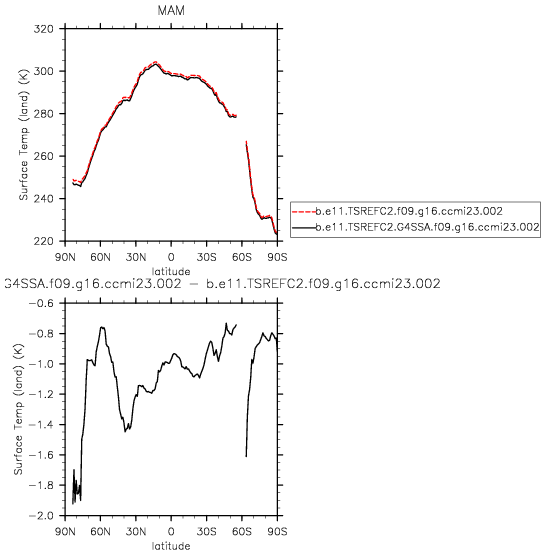 MAM
320
300
280
260
240
220
Surface Temp (land) (K)
90N 60N 30N 0 30S 60S 90S
latitude
b.e11.TSREFC2.f09.g16.ccmi23.002
b.e11.TSREFC2.G4SSA.f09.g16.ccmi23.002
G4SSA.f09.g16.ccmi23.002 − b.e11.TSREFC2.f09.g16.ccmi23.002
−0.6
−0.8
−1.0
−1.2
−1.4
−1.6
−1.8
−2.0
Surface Temp (land) (K)
90N 60N 30N 0 30S 60S 90S
latitude